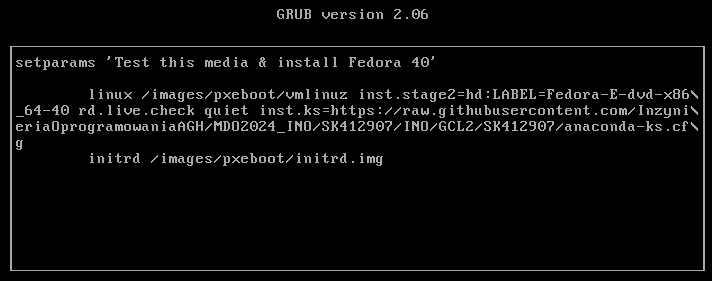 GRUB version 2.06
setparams 'Test this media & install Fedora 40'
linux /images/pxeboot/vmlinuz inst.stage2=hd:LABEL=Fedora-E-dvd-x86\
_64-40 rd.live.check quiet inst.ks=https://raw.githubusercontent.com/Inzyni\
eriaOprogramowaniaAGH/MDO2024_INO/SK412907/INO/GCL2/SK412907/anaconda-ks.cf\
g
initrd /images/pxeboot/initrd.img